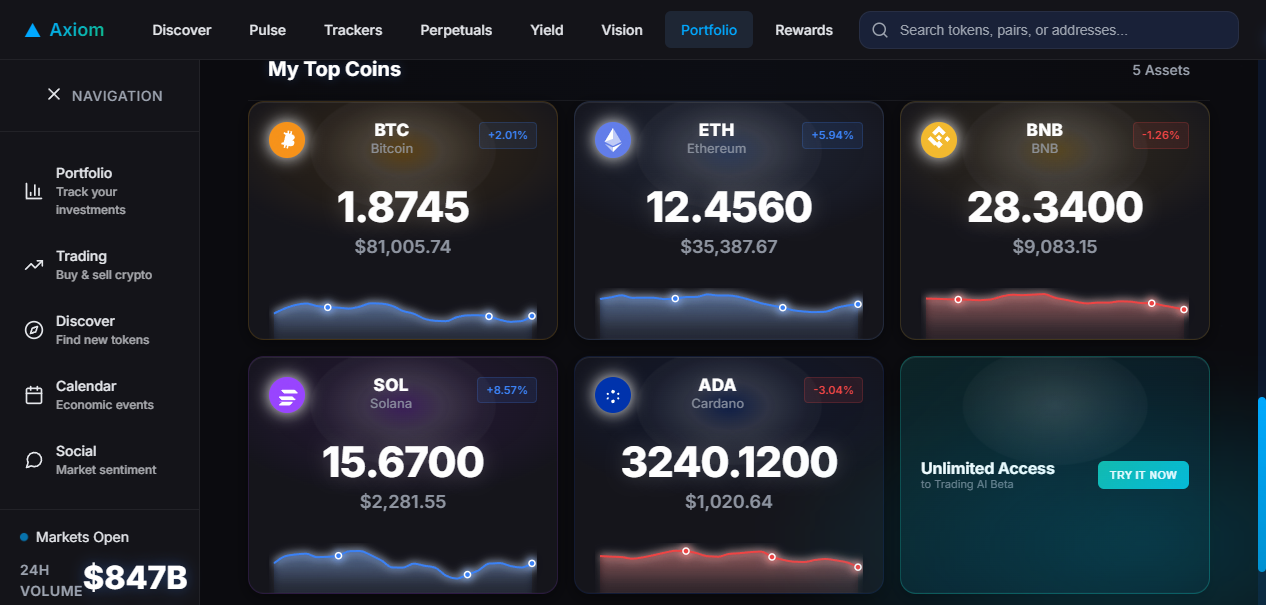 Axiom
Discover Pulse Trackers Perpetuals Yield Vision Portfolio Rewards
Search tokens, pairs, or addresses...
NAVIGATION
Portfolio
Track your
investments
Trading
Buy & sell crypto
Discover
Find new tokens
Calendar
Economic events
Social
Market sentiment
Markets Open
24H
VOLUME
$847B
My Top Coins
5 Assets
BTC
Bitcoin
+2.01%
1.8745
$81,005.74
ETH
Ethereum
+5.94%
12.4560
$35,387.67
BNB
BNB
-1.26%
28.3400
$9,083.15
SOL
Solana
+8.57%
15.6700
$2,281.55
ADA
Cardano
-3.04%
3240.1200
$1,020.64
Unlimited Access
to Trading AI Beta
TRY IT NOW